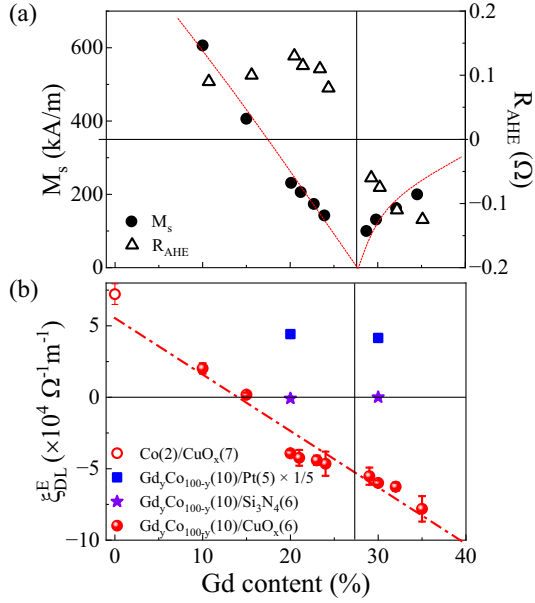 (a)
600
400
200
0
M_s (kA/m)
0.2
0.1
0
−0.1
−0.2
R_AHE (Ω)
M_s
R_AHE
(b)
5
0
−5
−10
ξ^E_DL (×10^4 Ω^-1m^-1)
Co(2)/CuO_x(7)
Gd_yCo_100-y(10)/Pt(5) × 1/5
Gd_yCo_100-y(10)/Si_3N_4(6)
Gd_yCo_100-y(10)/CuO_x(6)
0 10 20 30 40
Gd content (%)